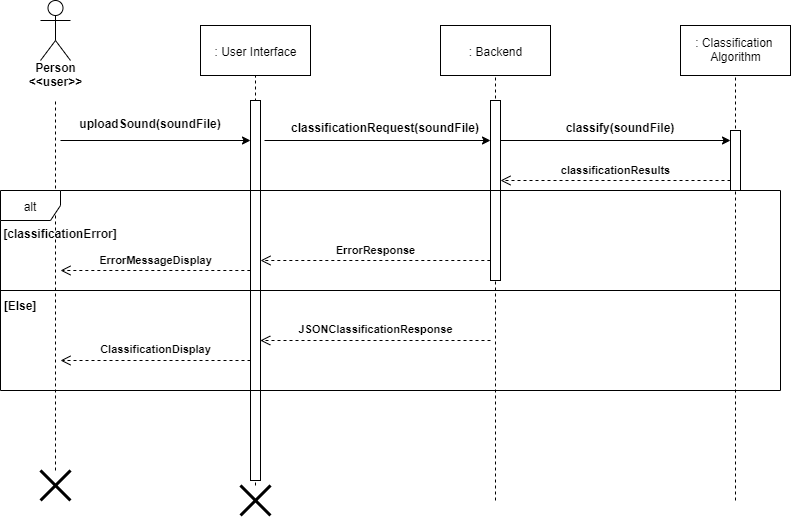 : User Interface
: Backend
: Classification
Algorithm
Person
<<user>>
uploadSound(soundFile)
classificationRequest(soundFile)
classify(soundFile)
classificationResults
alt
[classificationError]
ErrorResponse
ErrorMessageDisplay
[Else]
JSONClassificationResponse
ClassificationDisplay